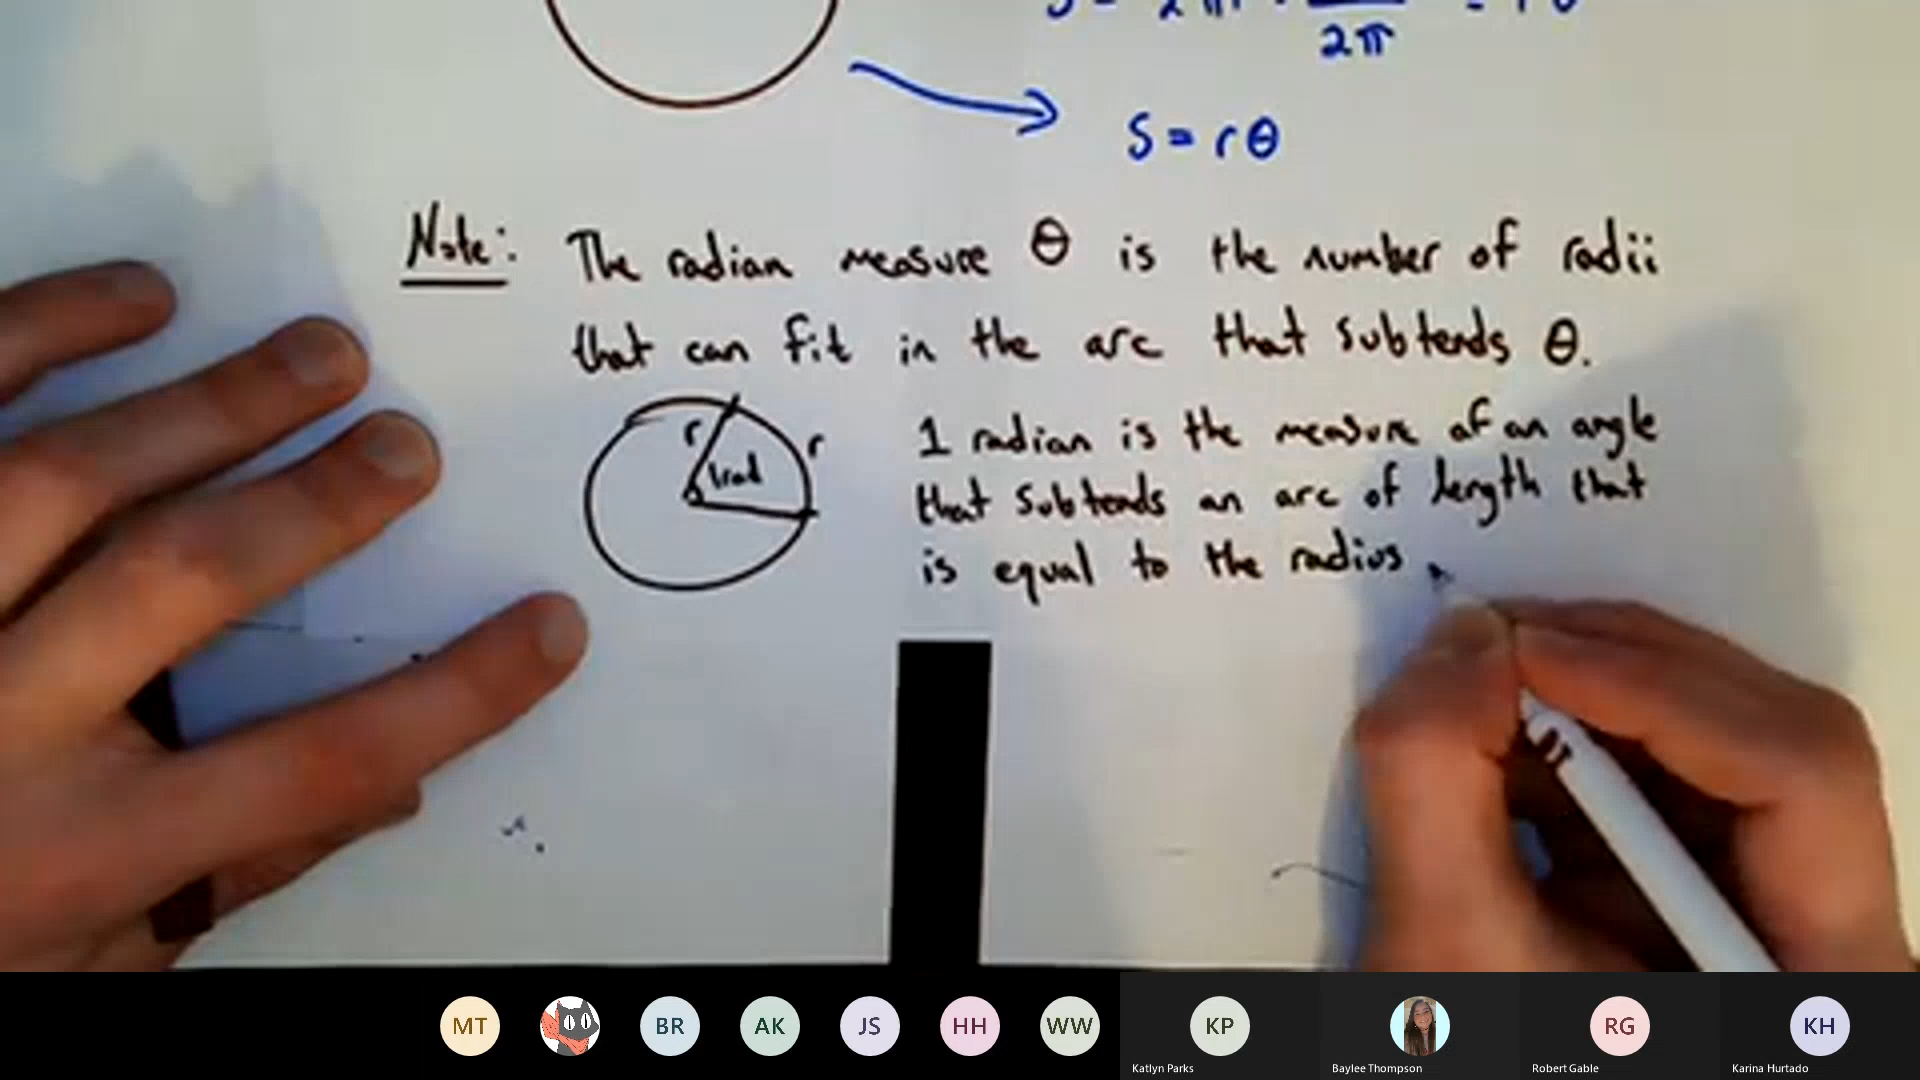 S = 2πr · 2π = rθ
S = rθ
Note: The radian measure θ is the number of radii
that can fit in the arc that subtends θ.
r
r
1rad
1 radian is the measure of an angle
that subtends an arc of length that
is equal to the radius.
MT
BR
AK
JS
HH
WW
KP
RG
KH
Katlyn Parks
Baylee Thompson
Robert Gable
Karina Hurtado